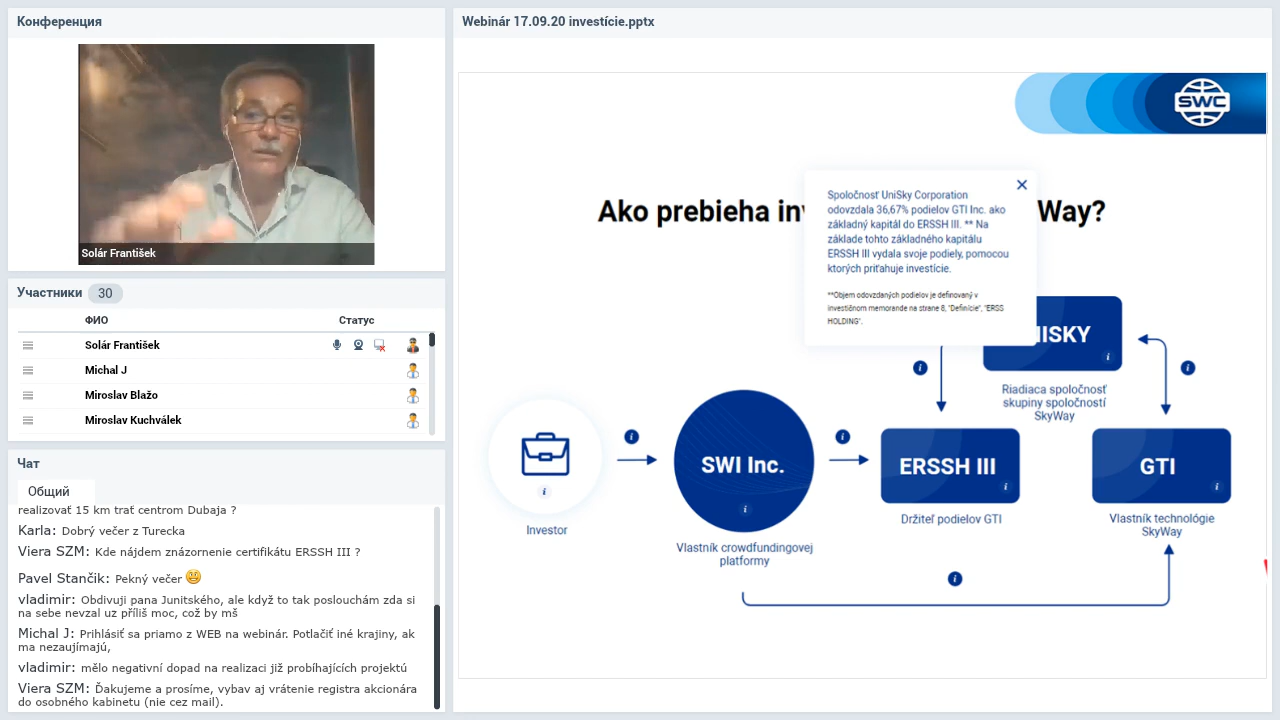 Конференция
Solár František
Участники 30
ФИО Статус
Solár František
Michal J
Miroslav Blažo
Miroslav Kuchválek
Чат
Общий
realizovať 15 km trať centrom Dubaja ?
Karla: Dobrý večer z Turecka
Viera SZM: Kde nájdem znázornenie certifikátu ERSSH III ?
Pavel Stančik: Pekný večer
vladimir: Obdivuji pana Junitského, ale když to tak poslouchám zda si
na sebe nevzal uz příliš moc, což by mš
Michal J: Prihlásiť sa priamo z WEB na webinár. Potlačiť iné krajiny, ak
ma nezaujímajú,
vladimir: mělo negativní dopad na realizaci již probíhajících projektú
Viera SZM: Ďakujeme a prosíme, vybav aj vrátenie registra akcionára
do osobného kabinetu (nie cez mail).
Webinár 17.09.20 investície.pptx
SWC
Ako prebieha inv Way?
Spoločnosť UniSky Corporation
odovzdala 36,67% podielov GTI Inc. ako
základný kapitál do ERSSH III. ** Na
základe tohto základného kapitálu
ERSSH III vydala svoje podiely, pomocou
ktorých priťahuje investície.
**Objem odovzdaných podielov je definovaný v
investičnom memorande na strane 8, "Definície", "ERSS
HOLDING".
NISKY
Riadiaca spoločnosť
skupiny spoločností
SkyWay
Investor
SWI Inc.
Vlastník crowdfundingovej
platformy
ERSSH III
Držiteľ podielov GTI
GTI
Vlastník technológie
SkyWay